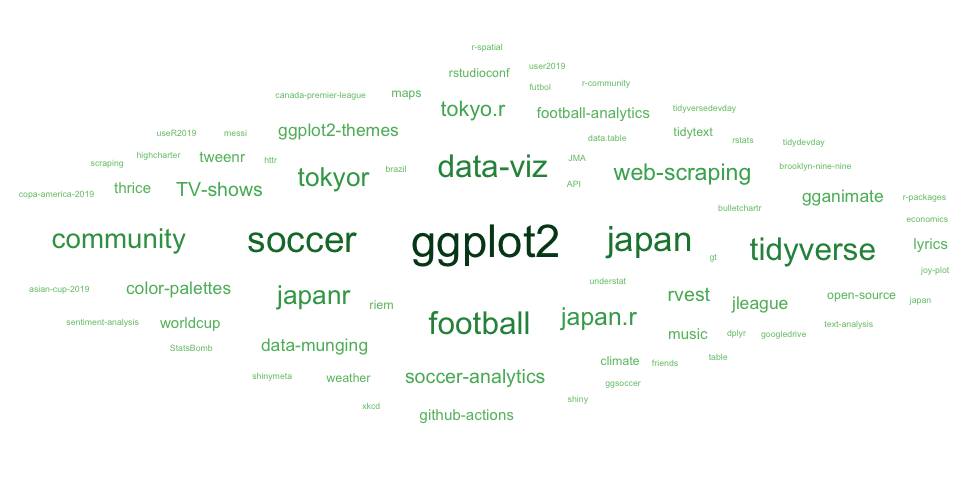 r-spatial
rstudioconf
user2019
canada-premier-league
maps
futbol
r-community
tokyo.r
football-analytics
tidyversedevday
useR2019
messi
ggplot2-themes
data.table
tidytext
rstats
tidydevday
scraping
highcharter
tweenr
httr
brazil
data-viz
JMA
web-scraping
brooklyn-nine-nine
copa-america-2019
thrice
TV-shows
tokyor
API
gganimate
r-packages
bulletchartr
economics
community
soccer
ggplot2
japan
gt
tidyverse
lyrics
joy-plot
asian-cup-2019
color-palettes
japanr
riem
understat
rvest
jleague
open-source
japan
sentiment-analysis
worldcup
football
japan.r
music
dplyr
googledrive
text-analysis
StatsBomb
data-munging
climate
friends
table
shinymeta
weather
soccer-analytics
ggsoccer
xkcd
github-actions
shiny